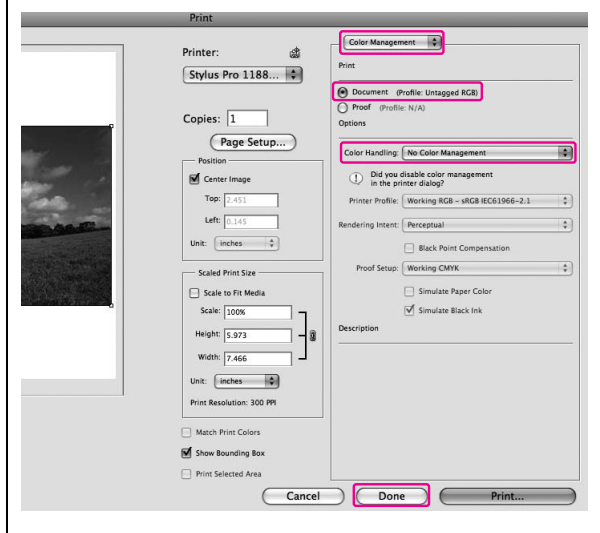 Print
Printer:
Stylus Pro 1188...
Copies: 1
Page Setup...
Position
Center Image
Top: 2.451
Left: 0.145
Unit: inches
Scaled Print Size
Scale to Fit Media
Scale: 100%
Height: 5.973
Width: 7.466
Unit: inches
Print Resolution: 300 PPI
Match Print Colors
Show Bounding Box
Print Selected Area
Color Management
Print
Document (Profile: Untagged RGB)
Proof (Profile: N/A)
Options
Color Handling: No Color Management
Did you disable color management
in the printer dialog?
Printer Profile: Working RGB - sRGB IEC61966-2.1
Rendering Intent: Perceptual
Black Point Compensation
Proof Setup: Working CMYK
Simulate Paper Color
Simulate Black Ink
Description
Cancel
Done
Print...